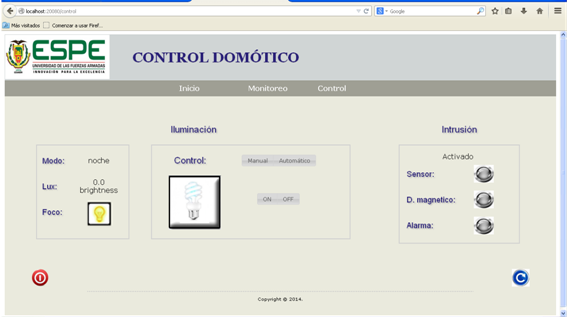 localhost:20080/control
Google
Más visitados
Comenzar a usar Firef...
ESPE
UNIVERSIDAD DE LAS FUERZAS ARMADAS
INNOVACIÓN PARA LA EXCELENCIA
CONTROL DOMÓTICO
Inicio Monitoreo Control
Iluminación
Intrusión
Modo: noche
Lux: 0.0
brightness
Foco:
Control: Manual Automático
ON OFF
Activado
Sensor:
D. magnetico:
Alarma:
Copyright © 2014.